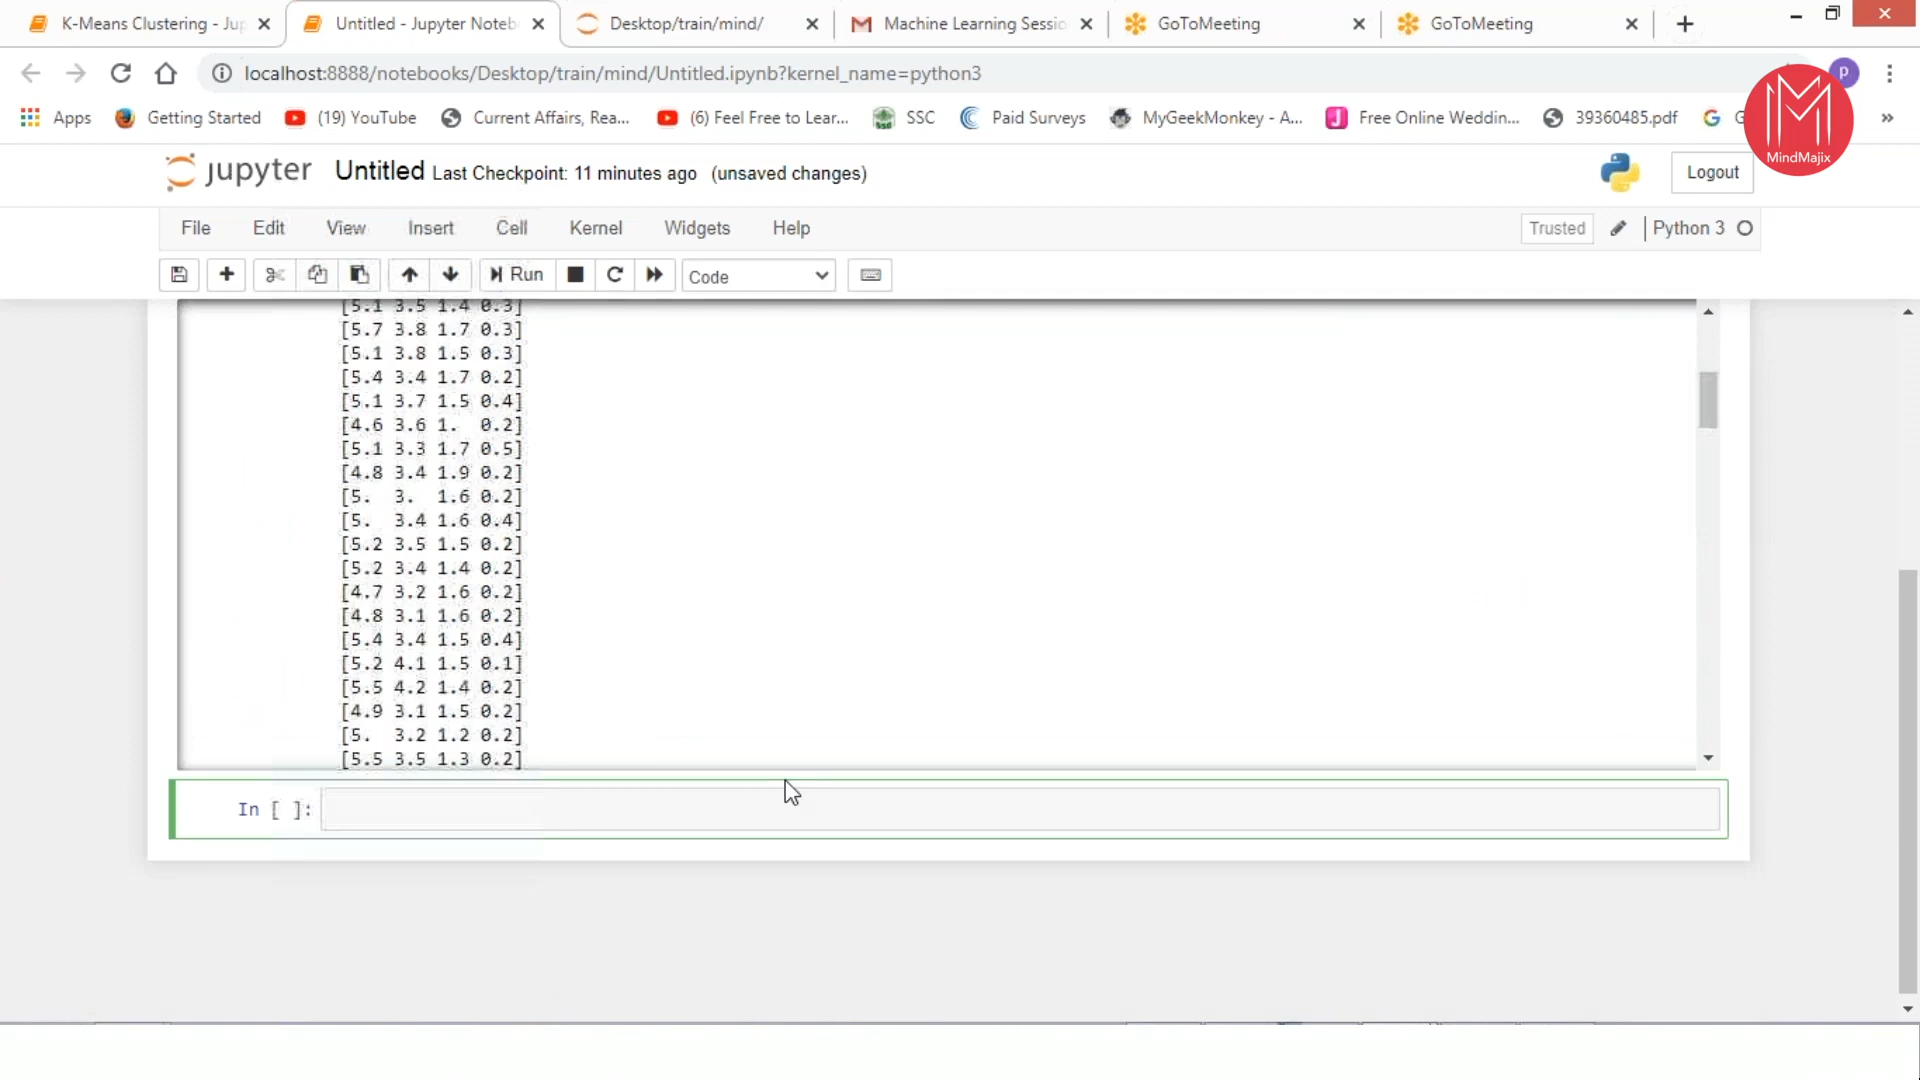 K-Means Clustering - Jup
Untitled - Jupyter Noteb
Desktop/train/mind/
Machine Learning Sessio
GoToMeeting
GoToMeeting
localhost:8888/notebooks/Desktop/train/mind/Untitled.ipynb?kernel_name=python3
p
Apps
Getting Started
(19) YouTube
Current Affairs, Rea...
(6) Feel Free to Lear...
SSC
Paid Surveys
MyGeekMonkey - A...
Free Online Weddin...
39360485.pdf
G
»
MindMajix
jupyter Untitled Last Checkpoint: 11 minutes ago (unsaved changes)
Logout
File Edit View Insert Cell Kernel Widgets Help
Trusted
Python 3
Run
Code
[5.1 3.5 1.4 0.3]
[5.7 3.8 1.7 0.3]
[5.1 3.8 1.5 0.3]
[5.4 3.4 1.7 0.2]
[5.1 3.7 1.5 0.4]
[4.6 3.6 1.  0.2]
[5.1 3.3 1.7 0.5]
[4.8 3.4 1.9 0.2]
[5.  3.  1.6 0.2]
[5.  3.4 1.6 0.4]
[5.2 3.5 1.5 0.2]
[5.2 3.4 1.4 0.2]
[4.7 3.2 1.6 0.2]
[4.8 3.1 1.6 0.2]
[5.4 3.4 1.5 0.4]
[5.2 4.1 1.5 0.1]
[5.5 4.2 1.4 0.2]
[4.9 3.1 1.5 0.2]
[5.  3.2 1.2 0.2]
[5.5 3.5 1.3 0.2]
In [ ]: